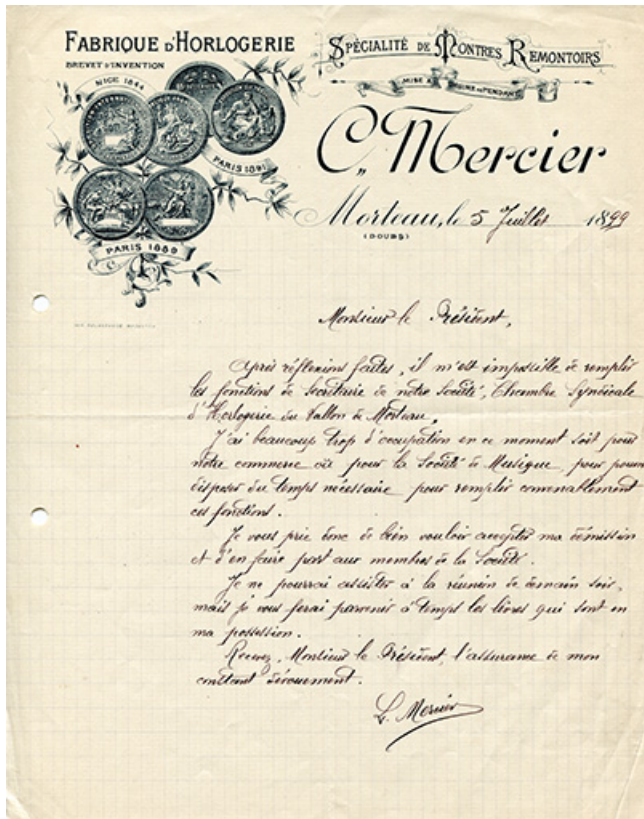 FABRIQUE D'HORLOGERIE
BREVET D'INVENTION
NICE 1844
PARIS 1891
PARIS 1889
SPÉCIALITÉ DE MONTRES REMONTOIRS
MISE À L'HEURE AU PENDANT
C. Mercier
Morteau, le 5 Juillet 1899
(DOUBS)
Monsieur le Président,
Après réflexions faites, il m'est impossible de remplir
les fonctions de Secrétaire de notre Société, Chambre Syndicale
d'Horlogerie du Vallon de Morteau.
J'ai beaucoup trop d'occupation en ce moment soit pour
notre commerce où pour la Société de Musique, pour pouvoir
disposer du temps nécessaire pour remplir convenablement
ces fonctions.
Je vous prie donc de bien vouloir accepter ma démission
et d'en faire part aux membres de la Société.
Je ne pourrai assister à la réunion de demain soir,
mais je vous ferai parvenir à temps les livres qui sont en
ma possession.
Recevez, Monsieur le Président, l'assurance de mon
constant dévouement.
L. Mercier